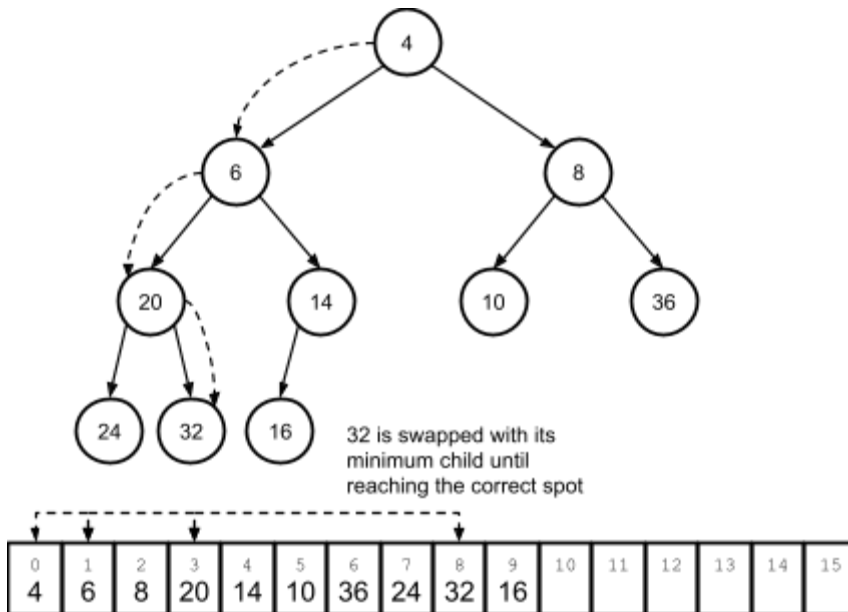 4
6 8
20 14 10 36
24 32 16
32 is swapped with its
minimum child until
reaching the correct spot
0 1 2 3 4 5 6 7 8 9 10 11 12 13 14 15
4 6 8 20 14 10 36 24 32 16